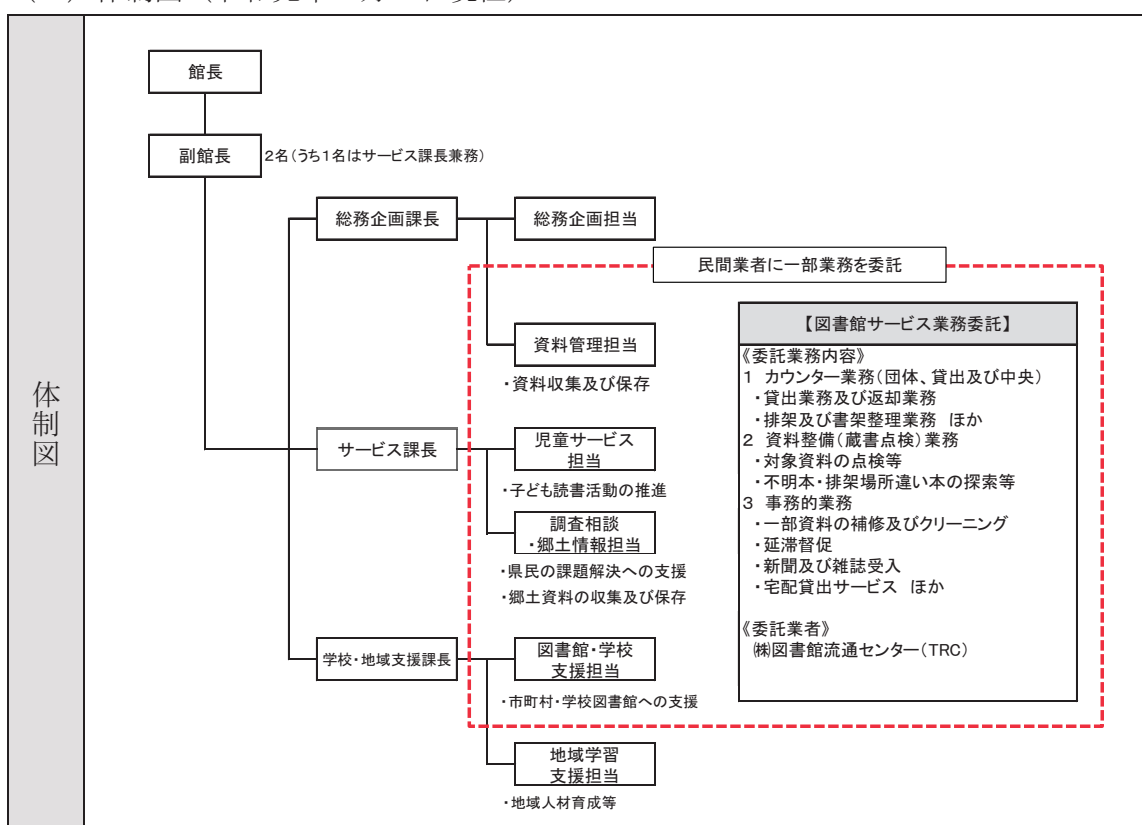 体制図
館長
副館長
2名(うち1名はサービス課長兼務)
総務企画課長
総務企画担当
民間業者に一部業務を委託
資料管理担当
・資料収集及び保存
サービス課長
児童サービス
担当
・子ども読書活動の推進
調査相談
・郷土情報担当
・県民の課題解決への支援
・郷土資料の収集及び保存
学校・地域支援課長
図書館・学校
支援担当
・市町村・学校図書館への支援
地域学習
支援担当
・地域人材育成等
【図書館サービス業務委託】
《委託業務内容》
1 カウンター業務(団体、貸出及び中央)
・貸出業務及び返却業務
・排架及び書架整理業務 ほか
2 資料整備(蔵書点検)業務
・対象資料の点検等
・不明本・排架場所違い本の探索等
3 事務的業務
・一部資料の補修及びクリーニング
・延滞督促
・新聞及び雑誌受入
・宅配貸出サービス ほか
《委託業者》
㈱図書館流通センター(TRC)